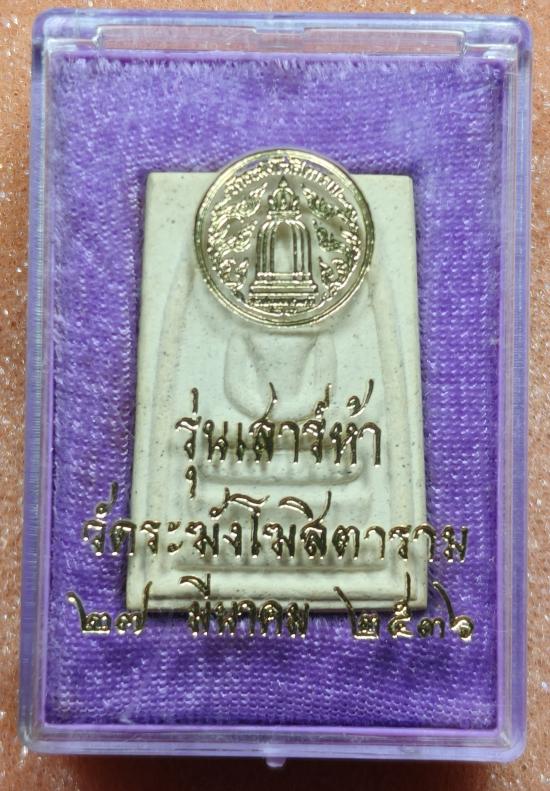 รุ่นเสาร์ห้า
วัดระฆังโฆสิตาราม
๒๗ มีนาคม ๒๕๓๖